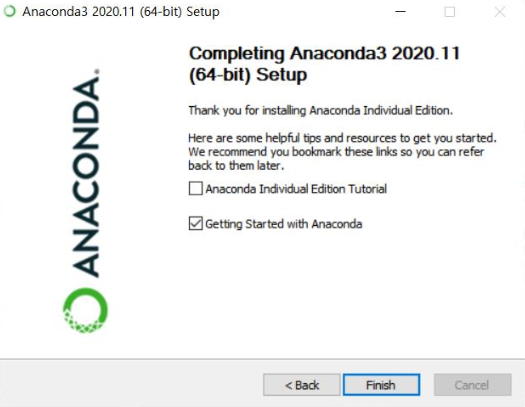 Anaconda3 2020.11 (64-bit) Setup
Completing Anaconda3 2020.11
(64-bit) Setup
Thank you for installing Anaconda Individual Edition.
Here are some helpful tips and resources to get you started.
We recommend you bookmark these links so you can refer
back to them later.
Anaconda Individual Edition Tutorial
Getting Started with Anaconda
ANACONDA.
< Back
Finish
Cancel